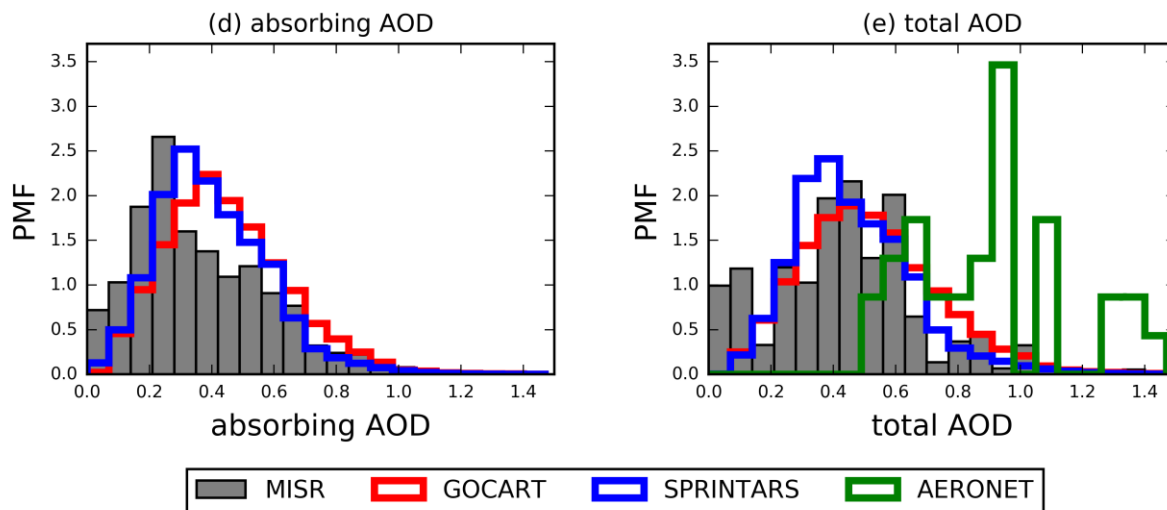 (d) absorbing AOD
(e) total AOD
3.5
3.0
2.5
2.0
1.5
1.0
0.5
0.0
PMF
0.0 0.2 0.4 0.6 0.8 1.0 1.2 1.4
absorbing AOD
3.5
3.0
2.5
2.0
1.5
1.0
0.5
0.0
PMF
0.0 0.2 0.4 0.6 0.8 1.0 1.2 1.4
total AOD
MISR GOCART SPRINTARS AERONET